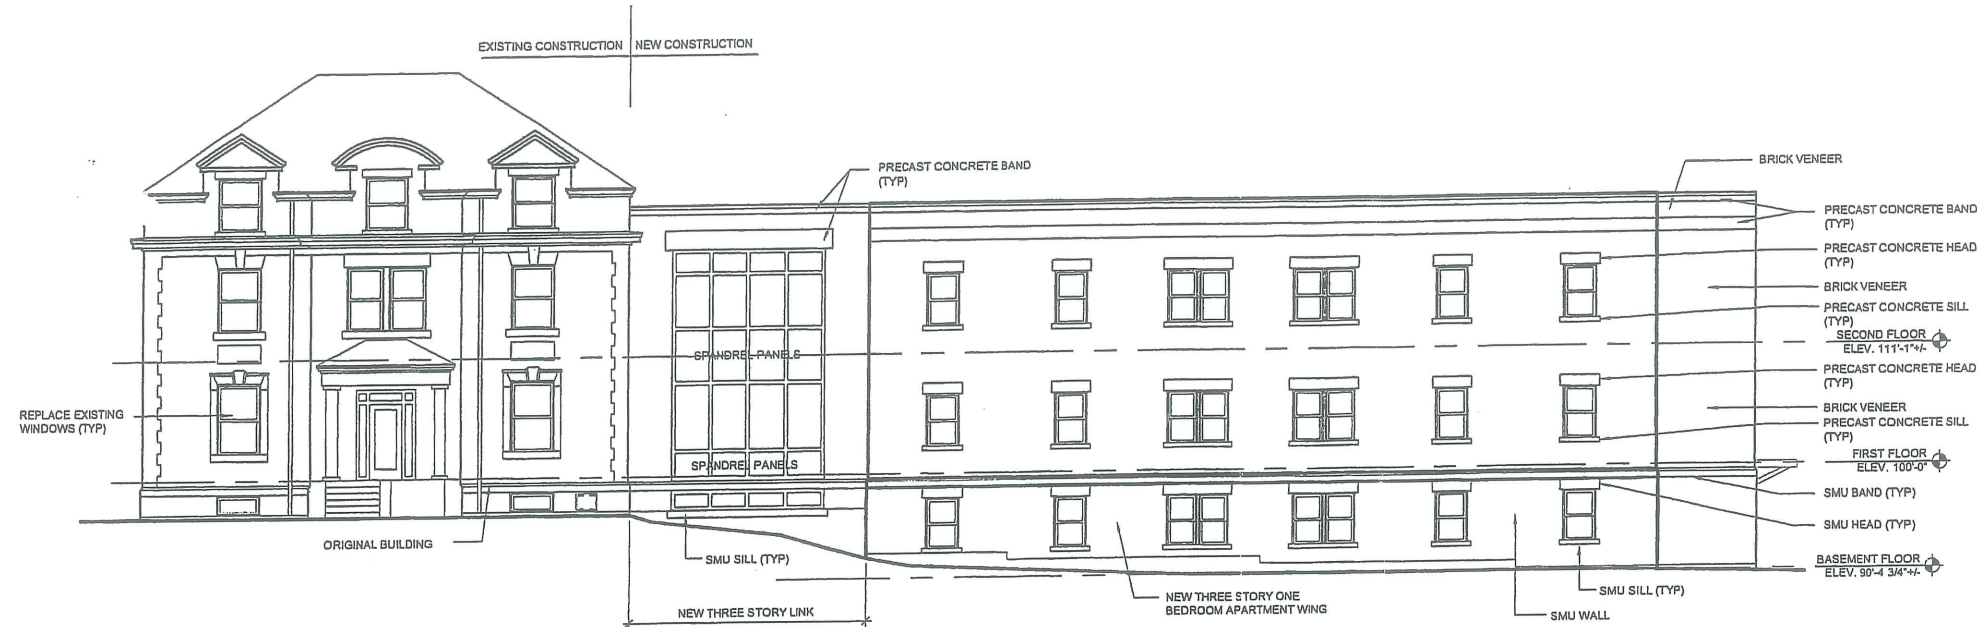 EXISTING CONSTRUCTION
NEW CONSTRUCTION
PRECAST CONCRETE BAND
(TYP)
BRICK VENEER
PRECAST CONCRETE BAND
(TYP)
PRECAST CONCRETE HEAD
(TYP)
BRICK VENEER
PRECAST CONCRETE SILL
(TYP)
SECOND FLOOR
ELEV. 111'-1"+/-
SPANDREL PANELS
PRECAST CONCRETE HEAD
(TYP)
REPLACE EXISTING
WINDOWS (TYP)
BRICK VENEER
PRECAST CONCRETE SILL
(TYP)
SPANDREL PANELS
FIRST FLOOR
ELEV. 100'-0"
SMU BAND (TYP)
SMU HEAD (TYP)
ORIGINAL BUILDING
SMU SILL (TYP)
BASEMENT FLOOR
ELEV. 90'-4 3/4"+/-
SMU SILL (TYP)
NEW THREE STORY LINK
NEW THREE STORY ONE
BEDROOM APARTMENT WING
SMU WALL